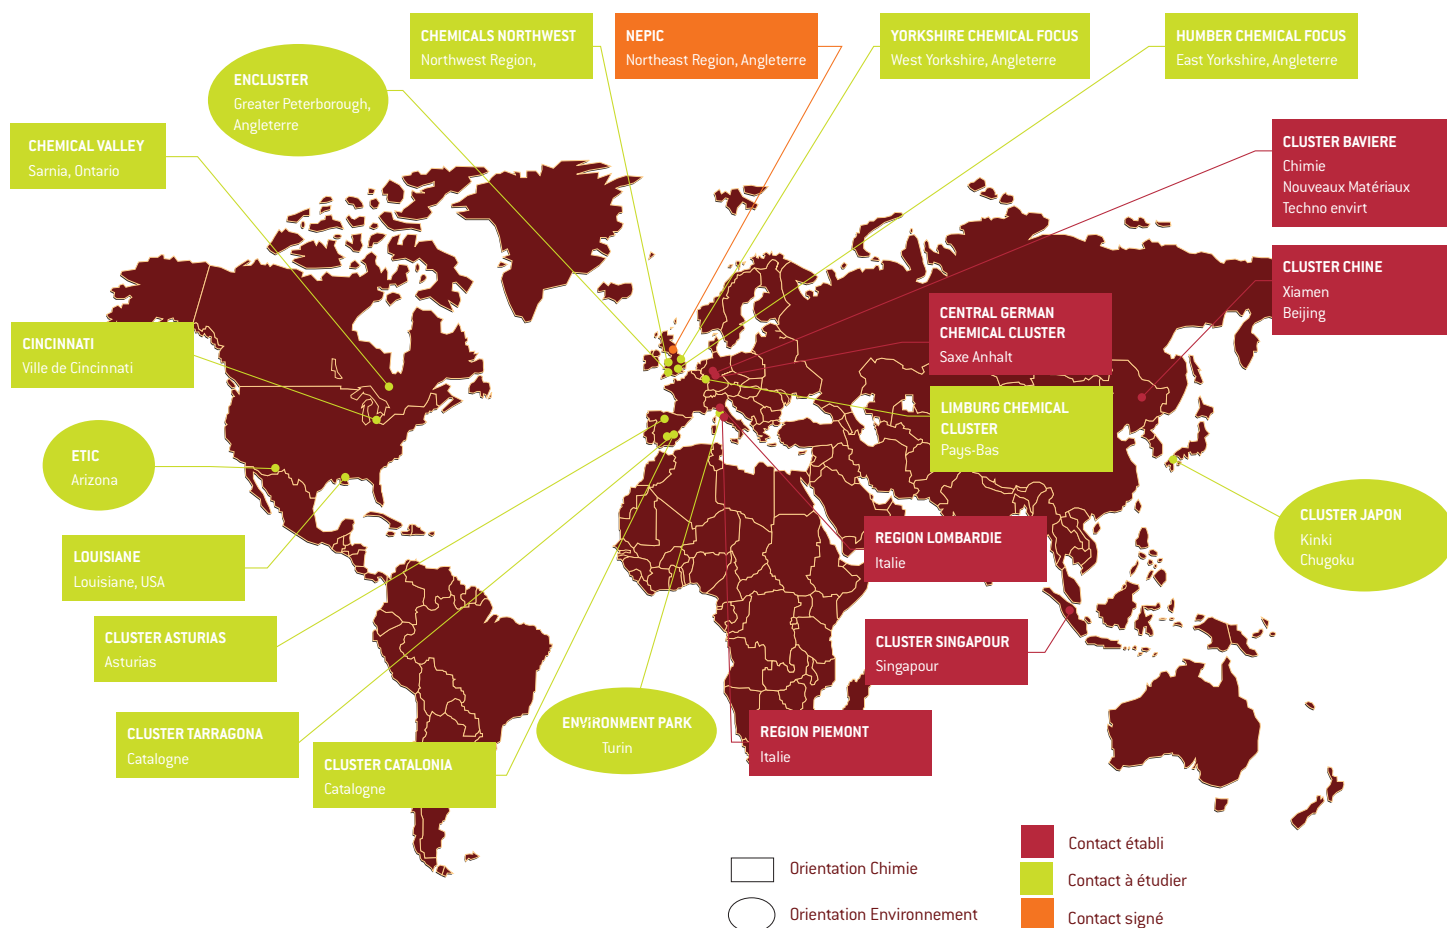 CHEMICALS NORTHWEST
Northwest Region,
NEPIC
Northeast Region, Angleterre
YORKSHIRE CHEMICAL FOCUS
West Yorkshire, Angleterre
HUMBER CHEMICAL FOCUS
East Yorkshire, Angleterre
ENCLUSTER
Greater Peterborough,
Angleterre
CHEMICAL VALLEY
Sarnia, Ontario
CLUSTER BAVIERE
Chimie
Nouveaux Matériaux
Techno envirt
CLUSTER CHINE
Xiamen
Beijing
CENTRAL GERMAN
CHEMICAL CLUSTER
Saxe Anhalt
CINCINNATI
Ville de Cincinnati
LIMBURG CHEMICAL
CLUSTER
Pays-Bas
ETIC
Arizona
CLUSTER JAPON
Kinki
Chugoku
REGION LOMBARDIE
Italie
LOUISIANE
Louisiane, USA
CLUSTER ASTURIAS
Asturias
CLUSTER SINGAPOUR
Singapour
CLUSTER TARRAGONA
Catalogne
CLUSTER CATALONIA
Catalogne
ENVIRONMENT PARK
Turin
REGION PIEMONT
Italie
Orientation Chimie
Orientation Environnement
Contact établi
Contact à étudier
Contact signé